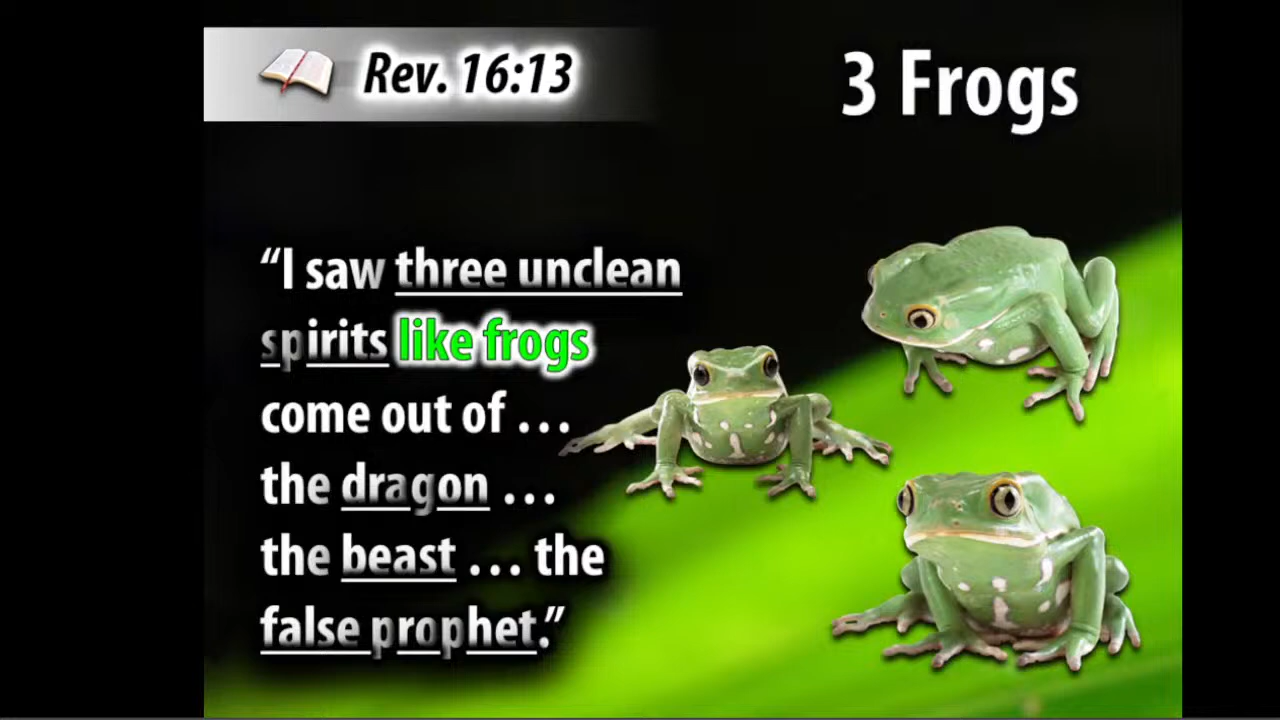 Rev. 16:13
3 Frogs
“I saw three unclean
spirits like frogs
come out of ...
the dragon ...
the beast ... the
false prophet.”